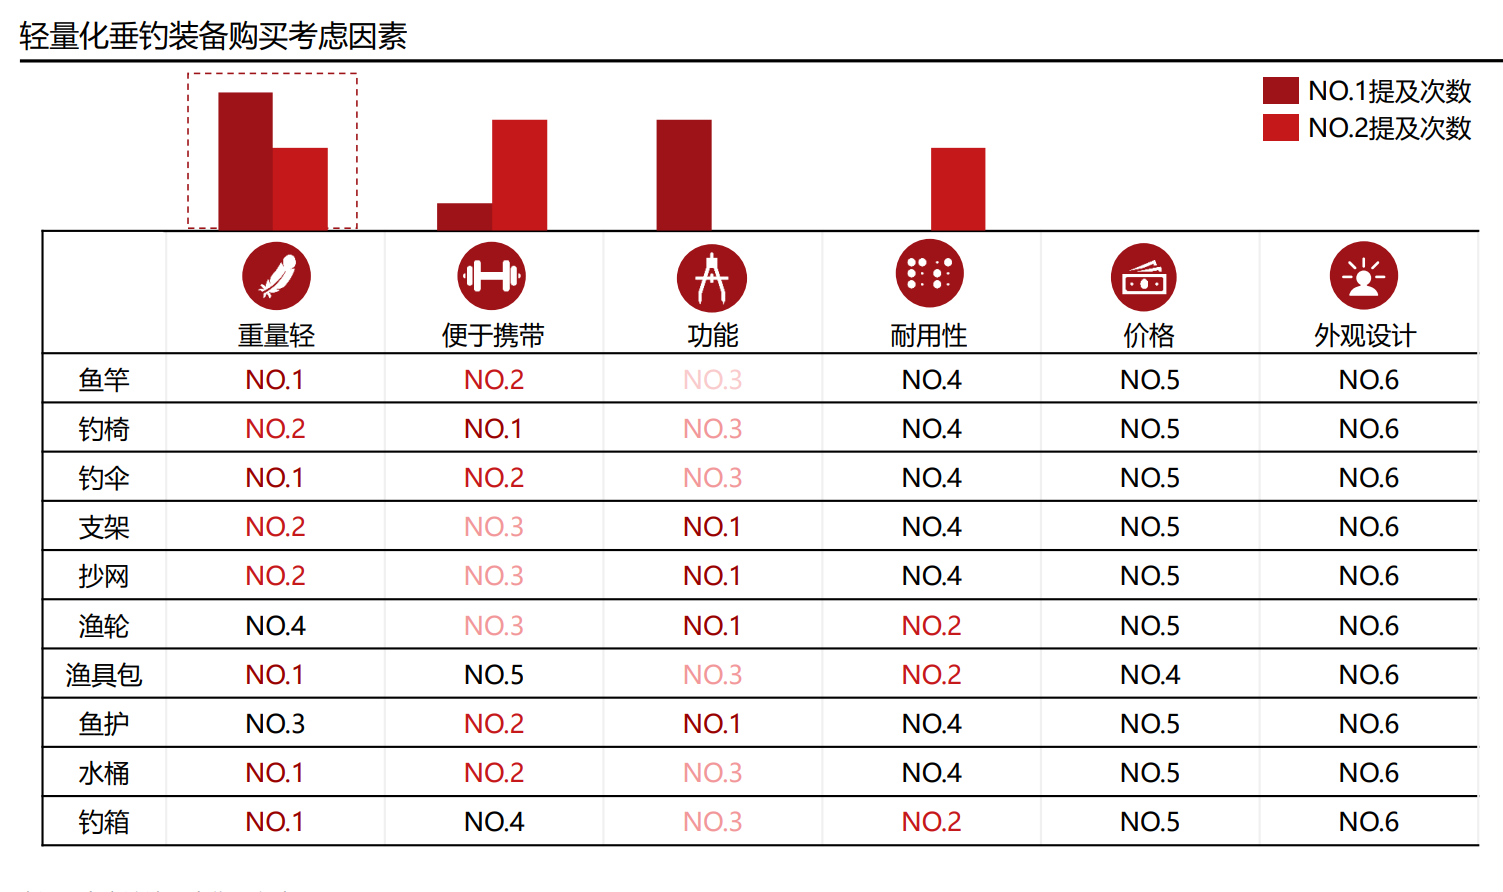 轻量化垂钓装备购买考虑因素
NO.1提及次数
NO.2提及次数
重量轻 便于携带 功能 耐用性 价格 外观设计
鱼竿 NO.1 NO.2 NO.3 NO.4 NO.5 NO.6
钓椅 NO.2 NO.1 NO.3 NO.4 NO.5 NO.6
钓伞 NO.1 NO.2 NO.3 NO.4 NO.5 NO.6
支架 NO.2 NO.3 NO.1 NO.4 NO.5 NO.6
抄网 NO.2 NO.3 NO.1 NO.4 NO.5 NO.6
渔轮 NO.4 NO.3 NO.1 NO.2 NO.5 NO.6
渔具包 NO.1 NO.5 NO.3 NO.2 NO.4 NO.6
鱼护 NO.3 NO.2 NO.1 NO.4 NO.5 NO.6
水桶 NO.1 NO.2 NO.3 NO.4 NO.5 NO.6
钓箱 NO.1 NO.4 NO.3 NO.2 NO.5 NO.6